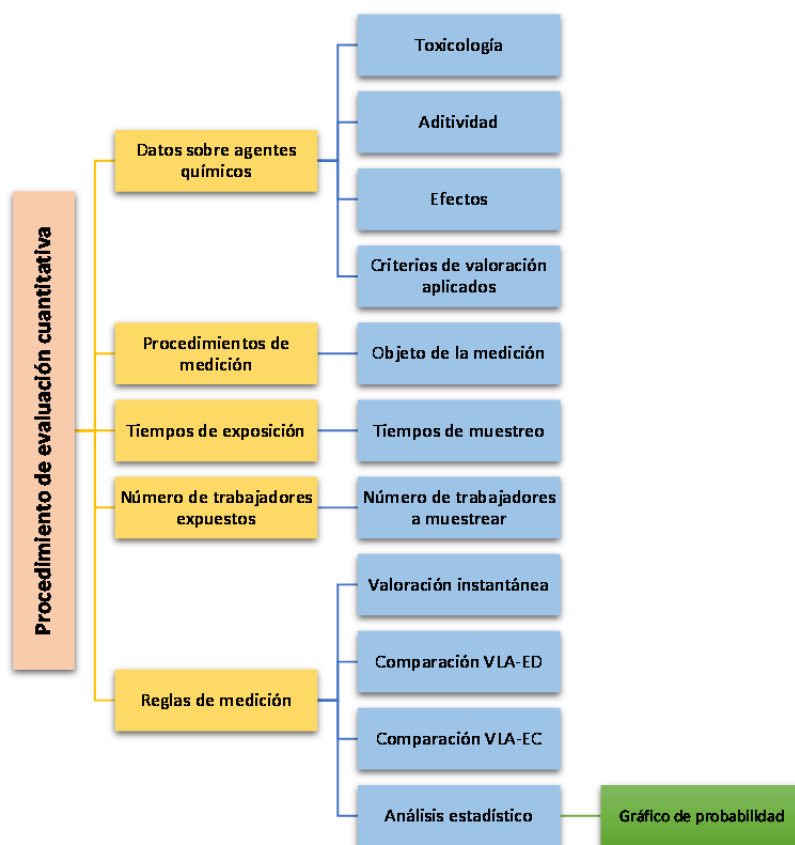 Procedimiento de evaluación cuantitativa
Datos sobre agentes
químicos
Toxicología
Aditividad
Efectos
Criterios de valoración
aplicados
Procedimientos de
medición
Objeto de la medición
Tiempos de exposición
Tiempos de muestreo
Número de trabajadores
expuestos
Número de trabajadores
a muestrear
Reglas de medición
Valoración instantánea
Comparación VLA-ED
Comparación VLA-EC
Análisis estadístico
Gráfico de probabilidad